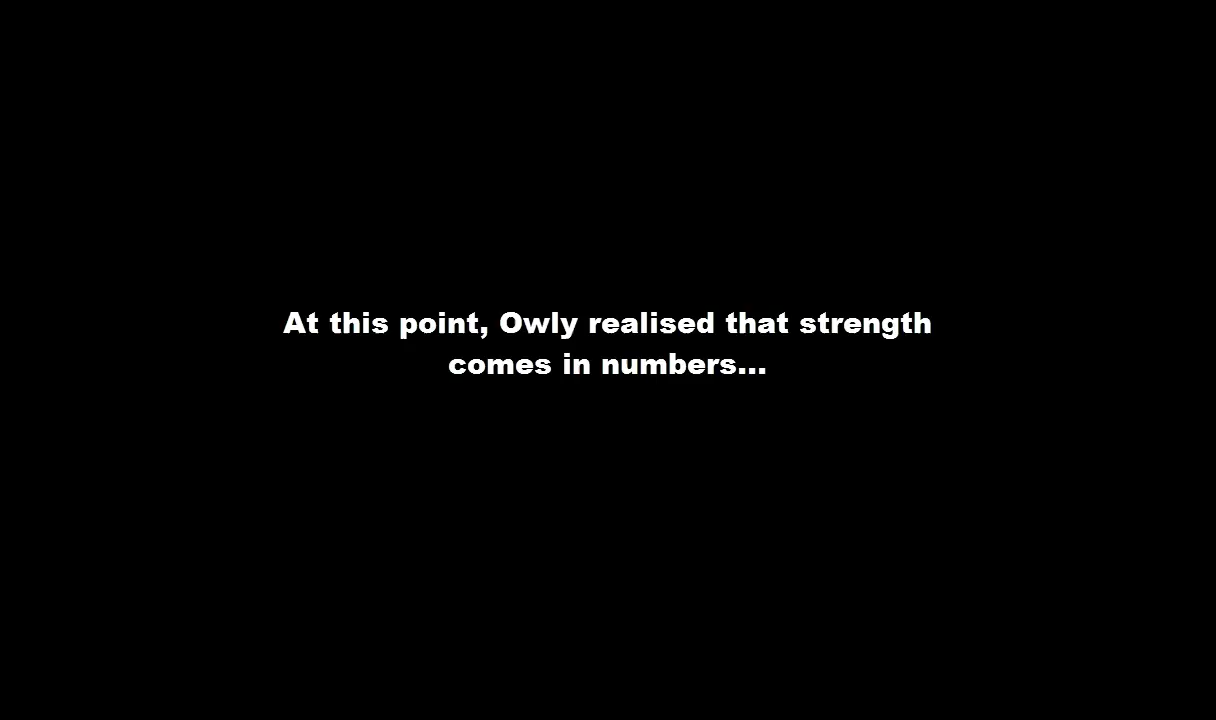 At this point, Owly realised that strength
comes in numbers...